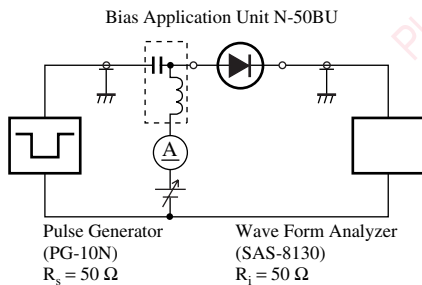 Bias Application Unit N-50BU
A
Pulse Generator
(PG-10N)
Rs = 50 Ω
Wave Form Analyzer
(SAS-8130)
Ri = 50 Ω